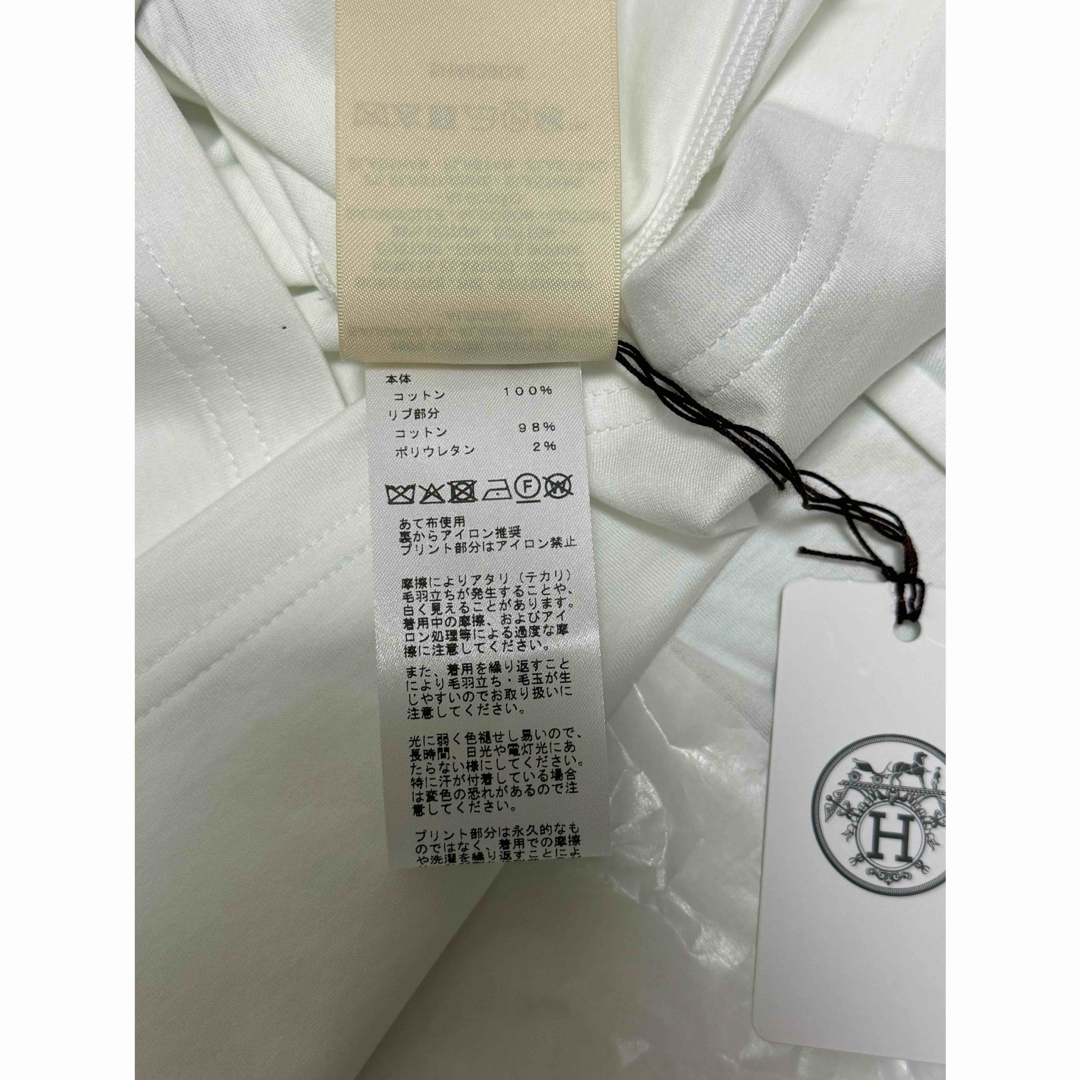 本体
コットン 100%
リブ部分
コットン 98%
ポリウレタン 2%
F W
あて布使用
裏からアイロン推奨
プリント部分はアイロン禁止
摩擦によりアタリ(テカリ)
毛羽立ちが発生することや、
白く見えることがあります。
着用中の摩擦、およびアイ
ロン処理等による過度な摩
擦に注意してください。
また、着用を繰り返すこと
により毛羽立ち・毛玉が生
じやすいのでお取り扱いに
注意してください。
光に弱く色褪せし易いので、
長時間、日光や電灯光にあ
たらない様にしてください。
特に汗が付着している場合
は変色の恐れがあるので注
意してください。
プリント部分は永久的なも
のではなく、着用での摩擦
や洗濯を繰り返すことによ
H